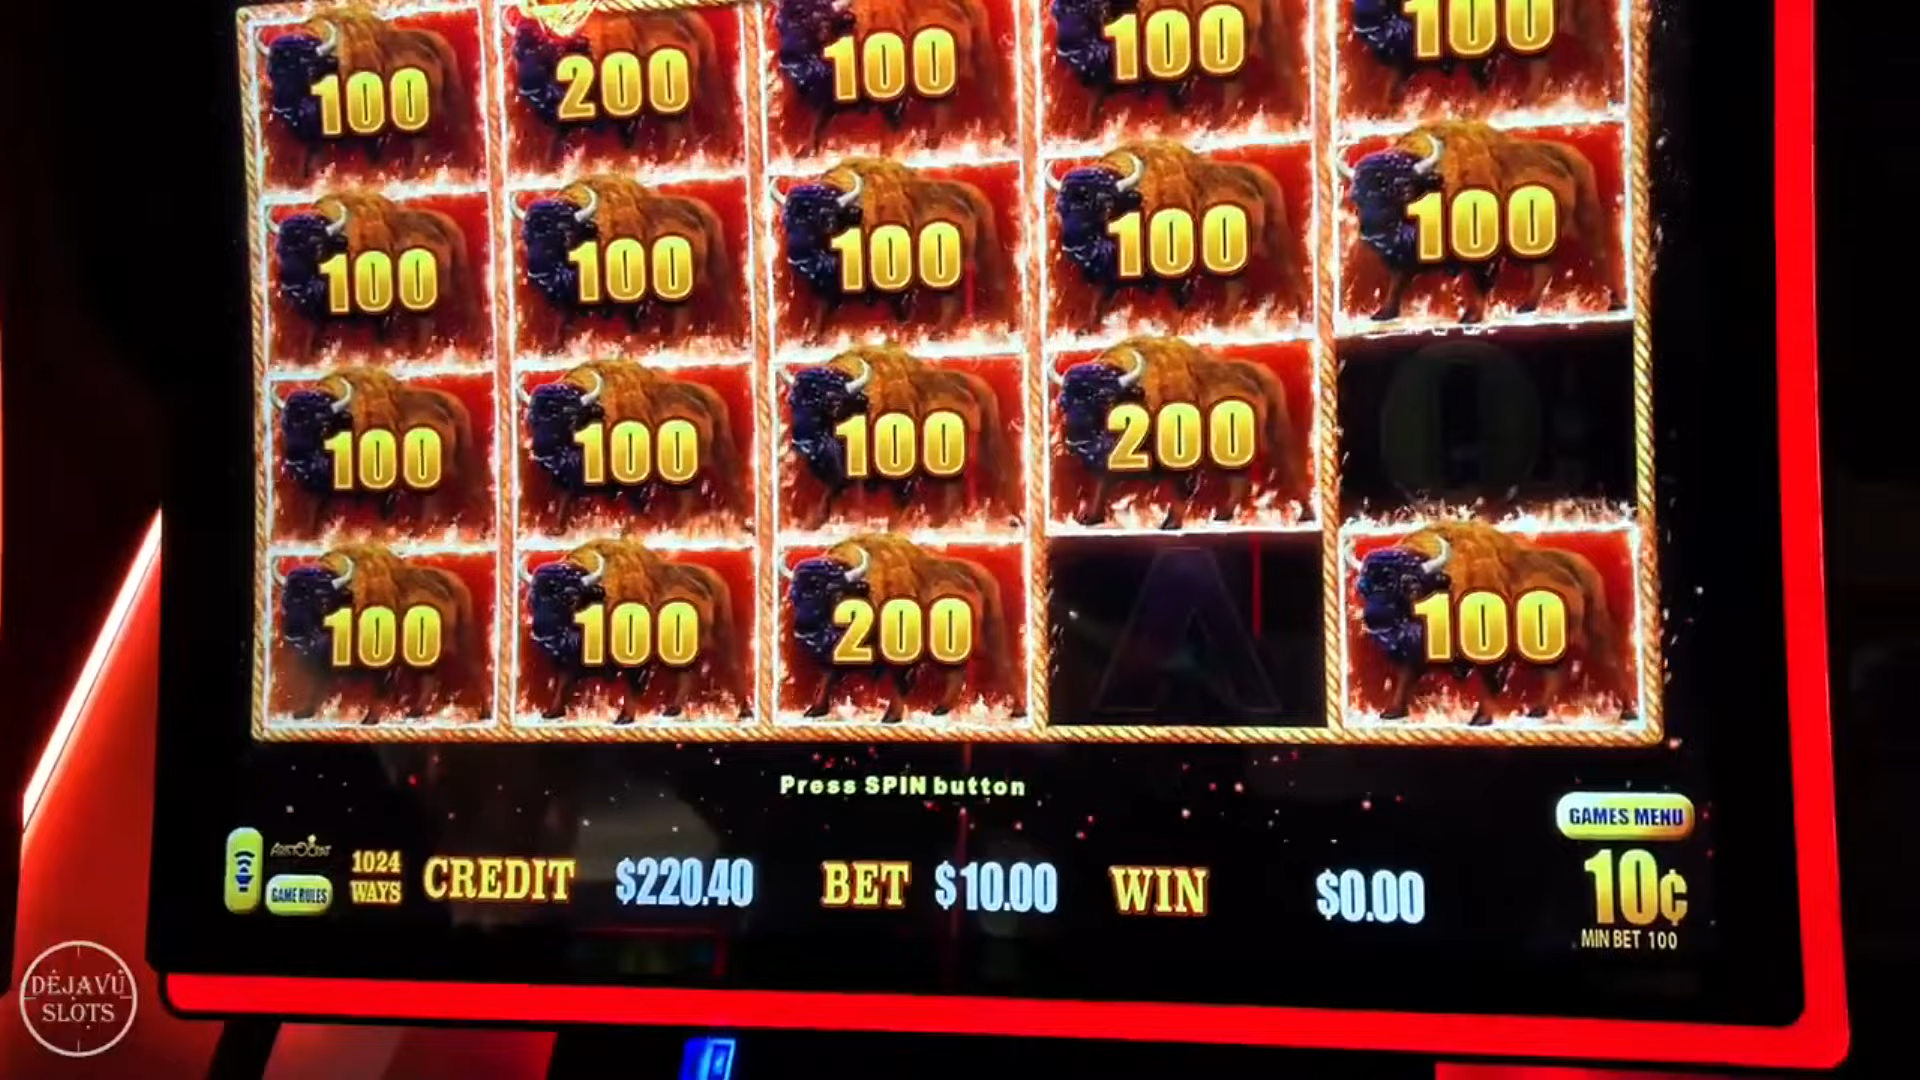 100 200 100 100 100
100 100 100 100 100
100 100 100 200 Q
100 100 200 A 100
Press SPIN button
GAMES MENU
ARISTOCRAT
GAME RULES
1024
WAYS
CREDIT $220.40 BET $10.00 WIN $0.00
10¢
MIN BET 100
DÉJAVU
SLOTS